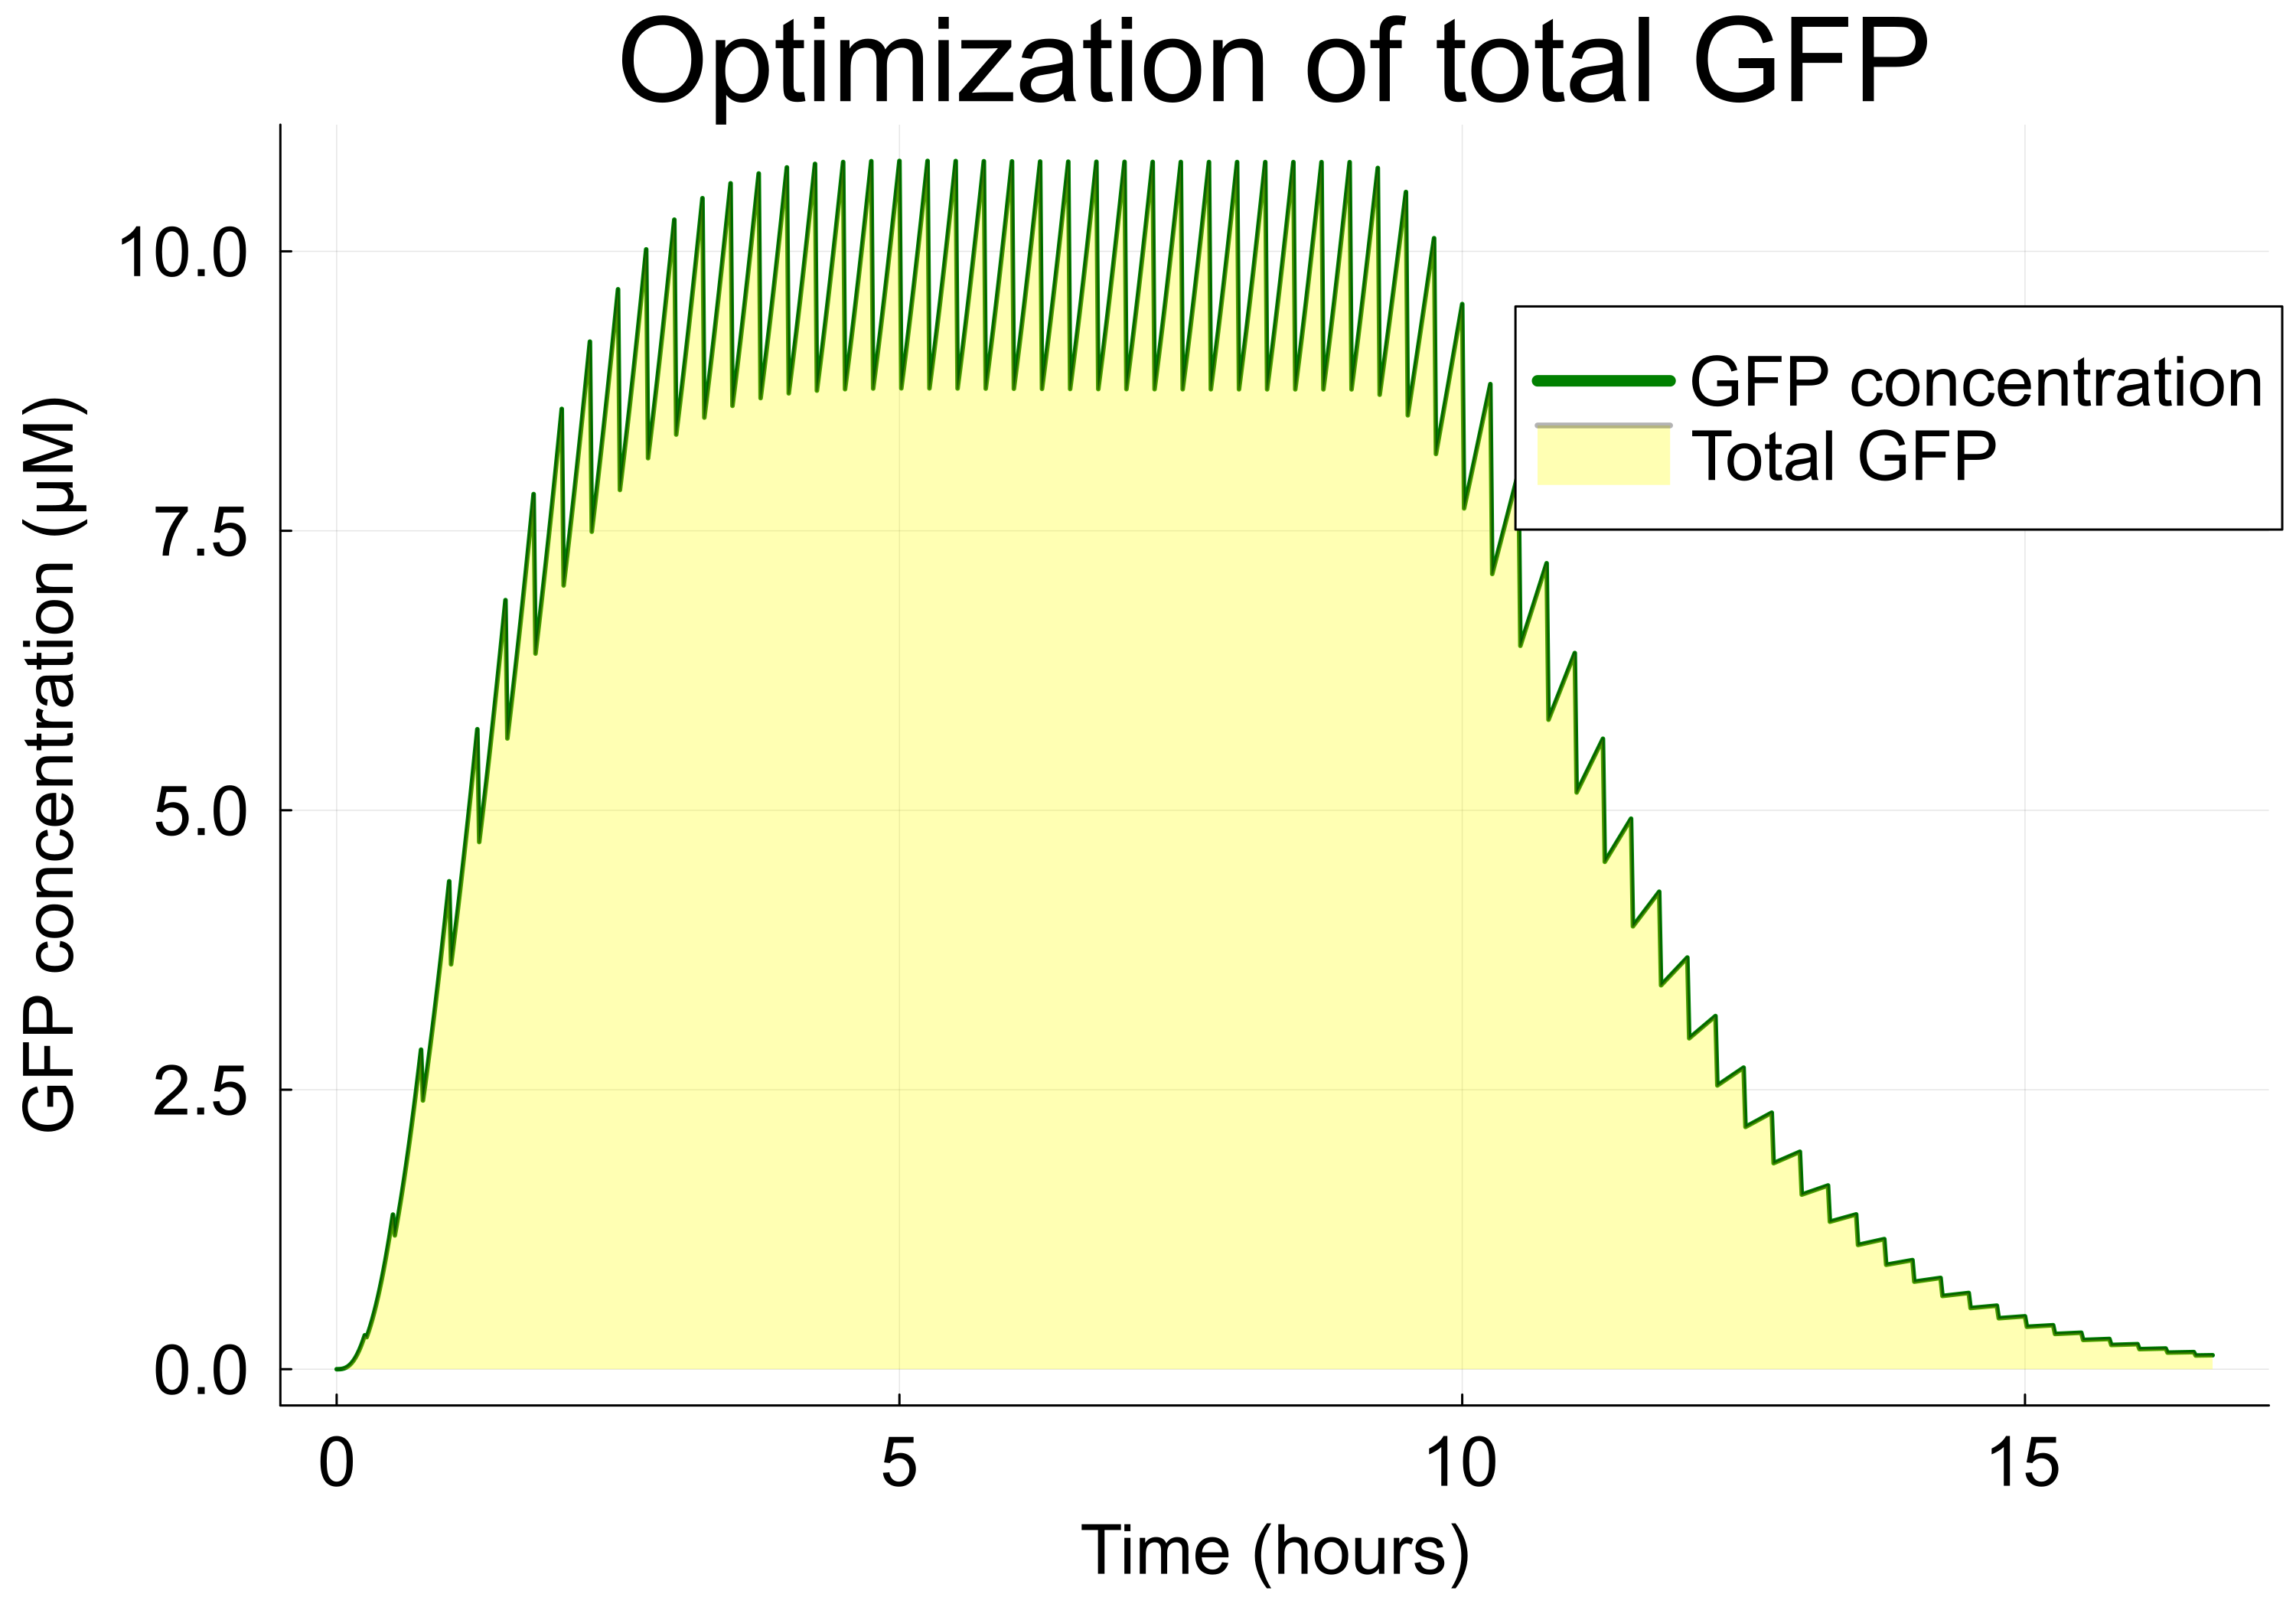 Optimization of total GFP
GFP concentration (µM)
10.0
7.5
5.0
2.5
0.0
GFP concentration
Total GFP
0
5
10
15
Time (hours)